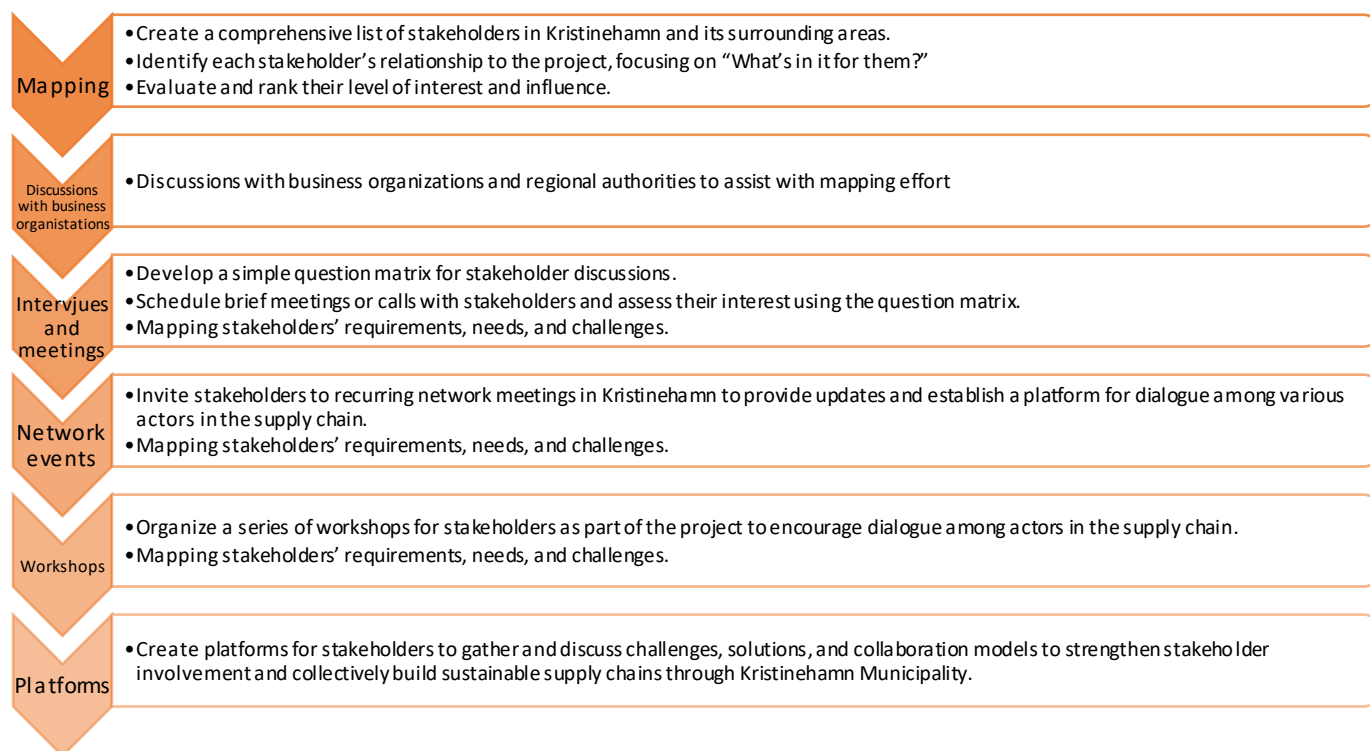 Mapping
•Create a comprehensive list of stakeholders in Kristinehamn and its surrounding areas.
•Identify each stakeholder’s relationship to the project, focusing on “What’s in it for them?”
•Evaluate and rank their level of interest and influence.
Discussions
with business
organistations
•Discussions with business organizations and regional authorities to assist with mapping effort
Intervjues
and
meetings
•Develop a simple question matrix for stakeholder discussions.
•Schedule brief meetings or calls with stakeholders and assess their interest using the question matrix.
•Mapping stakeholders’ requirements, needs, and challenges.
Network
events
•Invite stakeholders to recurring network meetings in Kristinehamn to provide updates and establish a platform for dialogue among various
actors in the supply chain.
•Mapping stakeholders’ requirements, needs, and challenges.
Workshops
•Organize a series of workshops for stakeholders as part of the project to encourage dialogue among actors in the supply chain.
•Mapping stakeholders’ requirements, needs, and challenges.
Platforms
•Create platforms for stakeholders to gather and discuss challenges, solutions, and collaboration models to strengthen stakeholder
involvement and collectively build sustainable supply chains through Kristinehamn Municipality.